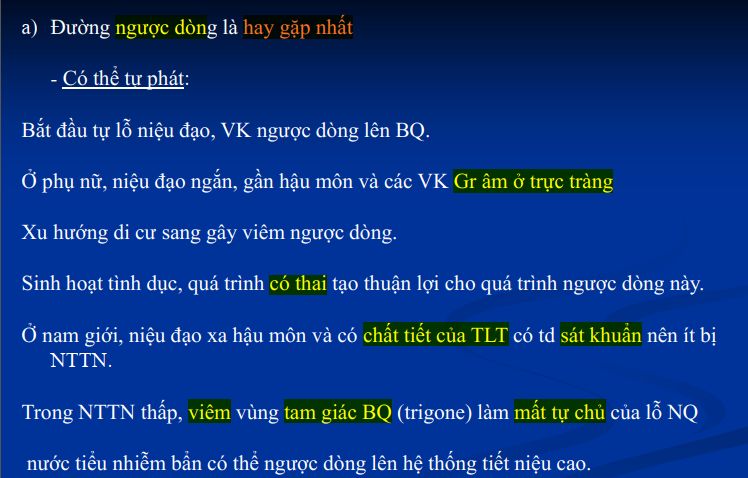 a) Đường ngược dòng là hay gặp nhất
- Có thể tự phát:
Bắt đầu tự lỗ niệu đạo, VK ngược dòng lên BQ.
Ở phụ nữ, niệu đạo ngắn, gần hậu môn và các VK Gr âm ở trực tràng
Xu hướng di cư sang gây viêm ngược dòng.
Sinh hoạt tình dục, quá trình có thai tạo thuận lợi cho quá trình ngược dòng này.
Ở nam giới, niệu đạo xa hậu môn và có chất tiết của TLT có td sát khuẩn nên ít bị
NTTN.
Trong NTTN thấp, viêm vùng tam giác BQ (trigone) làm mất tự chủ của lỗ NQ
nước tiểu nhiễm bẩn có thể ngược dòng lên hệ thống tiết niệu cao.